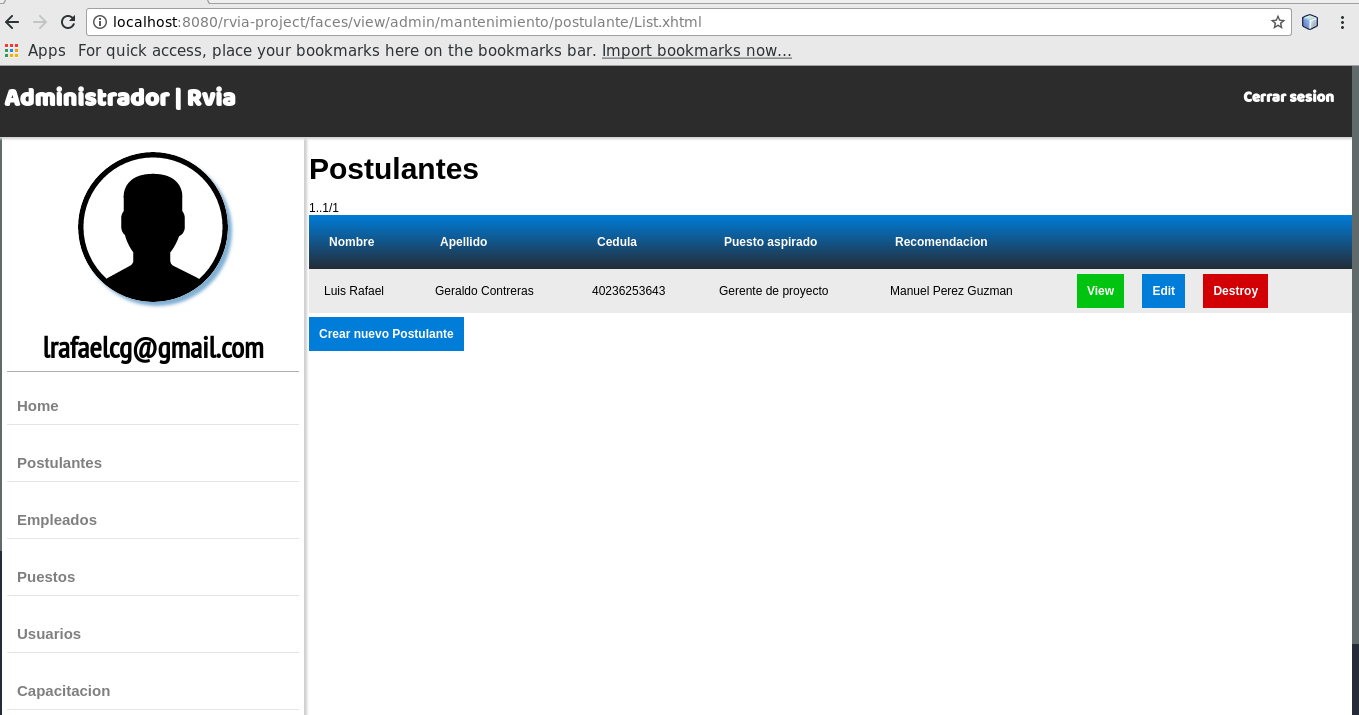 localhost:8080/rvia-project/faces/view/admin/mantenimiento/postulante/List.xhtml
Apps For quick access, place your bookmarks here on the bookmarks bar. Import bookmarks now...
Administrador | Rvia
Cerrar sesion
lrafaelcg@gmail.com
Home
Postulantes
Empleados
Puestos
Usuarios
Capacitacion
Postulantes
1..1/1
Nombre Apellido Cedula Puesto aspirado Recomendacion
Luis Rafael Geraldo Contreras 40236253643 Gerente de proyecto Manuel Perez Guzman View Edit Destroy
Crear nuevo Postulante